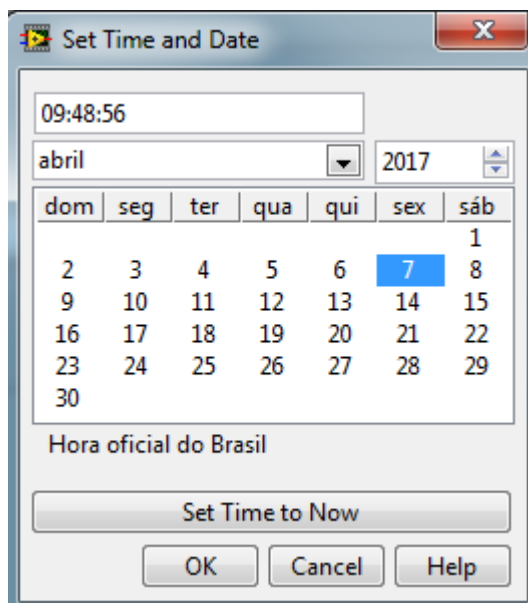 Set Time and Date
09:48:56
abril 2017
dom seg ter qua qui sex sáb
1
2 3 4 5 6 7 8
9 10 11 12 13 14 15
16 17 18 19 20 21 22
23 24 25 26 27 28 29
30
Hora oficial do Brasil
Set Time to Now
OK Cancel Help